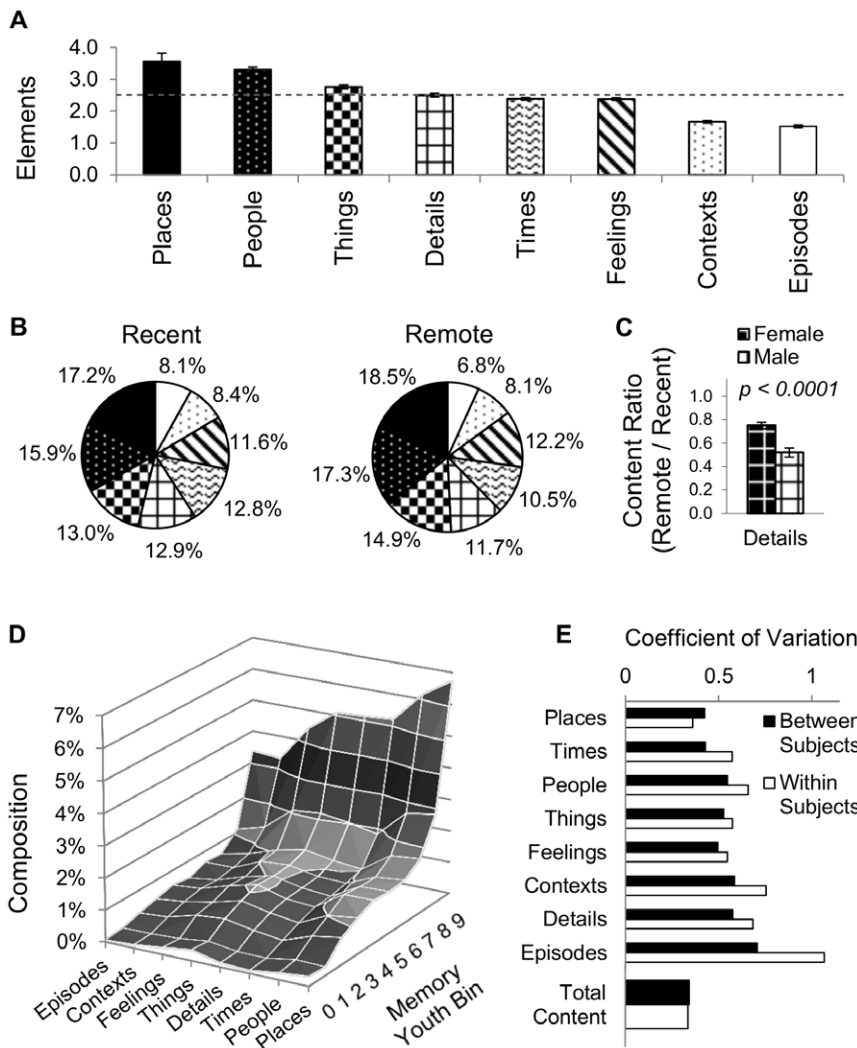 A
Elements
4.0
3.0
2.0
1.0
0.0
Places
People
Things
Details
Times
Feelings
Contexts
Episodes
B
Recent
8.1%
8.4%
11.6%
12.8%
12.9%
13.0%
15.9%
17.2%
Remote
6.8%
8.1%
12.2%
10.5%
11.7%
14.9%
17.3%
18.5%
C
Female
Male
p < 0.0001
Content Ratio
(Remote / Recent)
1.0
0.8
0.6
0.4
0.2
0.0
Details
D
Composition
7%
6%
5%
4%
3%
2%
1%
0%
Episodes
Contexts
Feelings
Things
Details
Times
People
Places
0 1 2 3 4 5 6 7 8 9
Memory
Youth Bin
E
Coefficient of Variation
0
0.5
1
Places
Times
People
Things
Feelings
Contexts
Details
Episodes
Total
Content
Between
Subjects
Within
Subjects